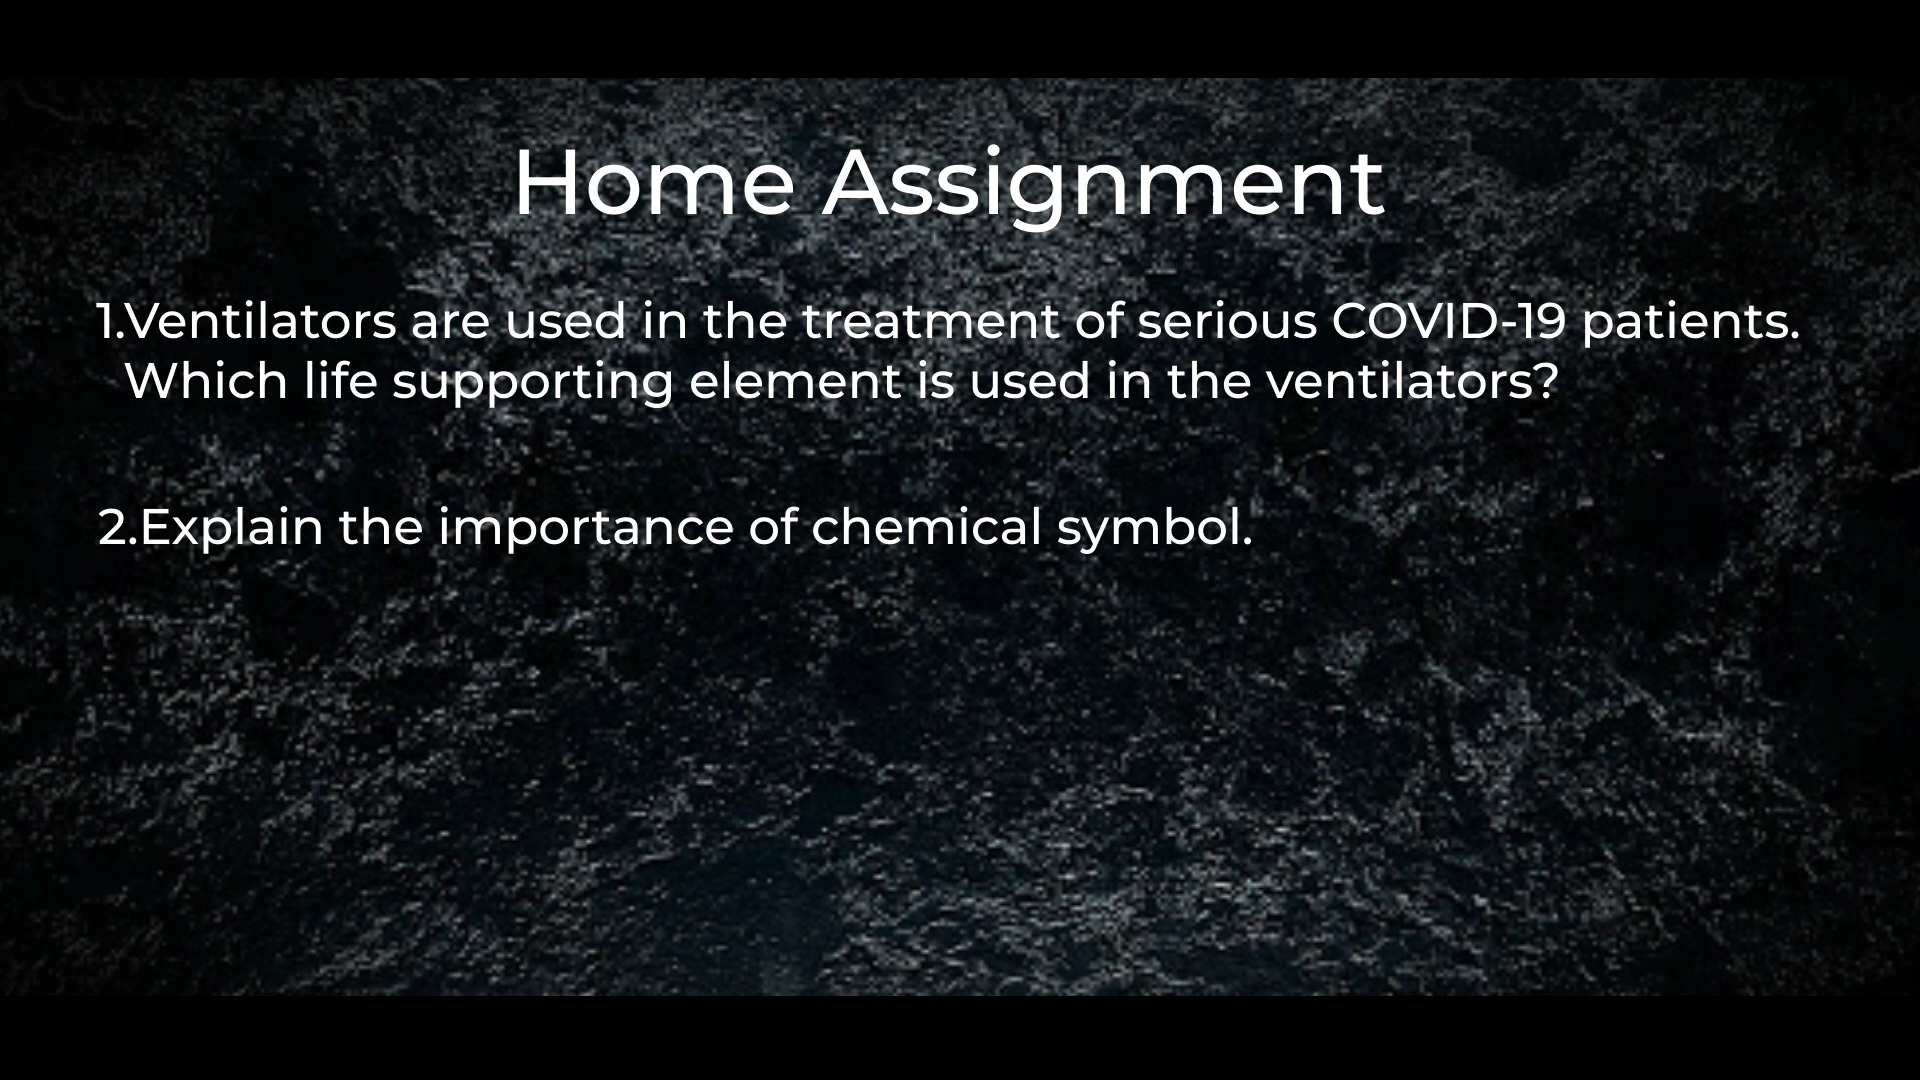 Home Assignment
1.Ventilators are used in the treatment of serious COVID-19 patients.
Which life supporting element is used in the ventilators?
2.Explain the importance of chemical symbol.